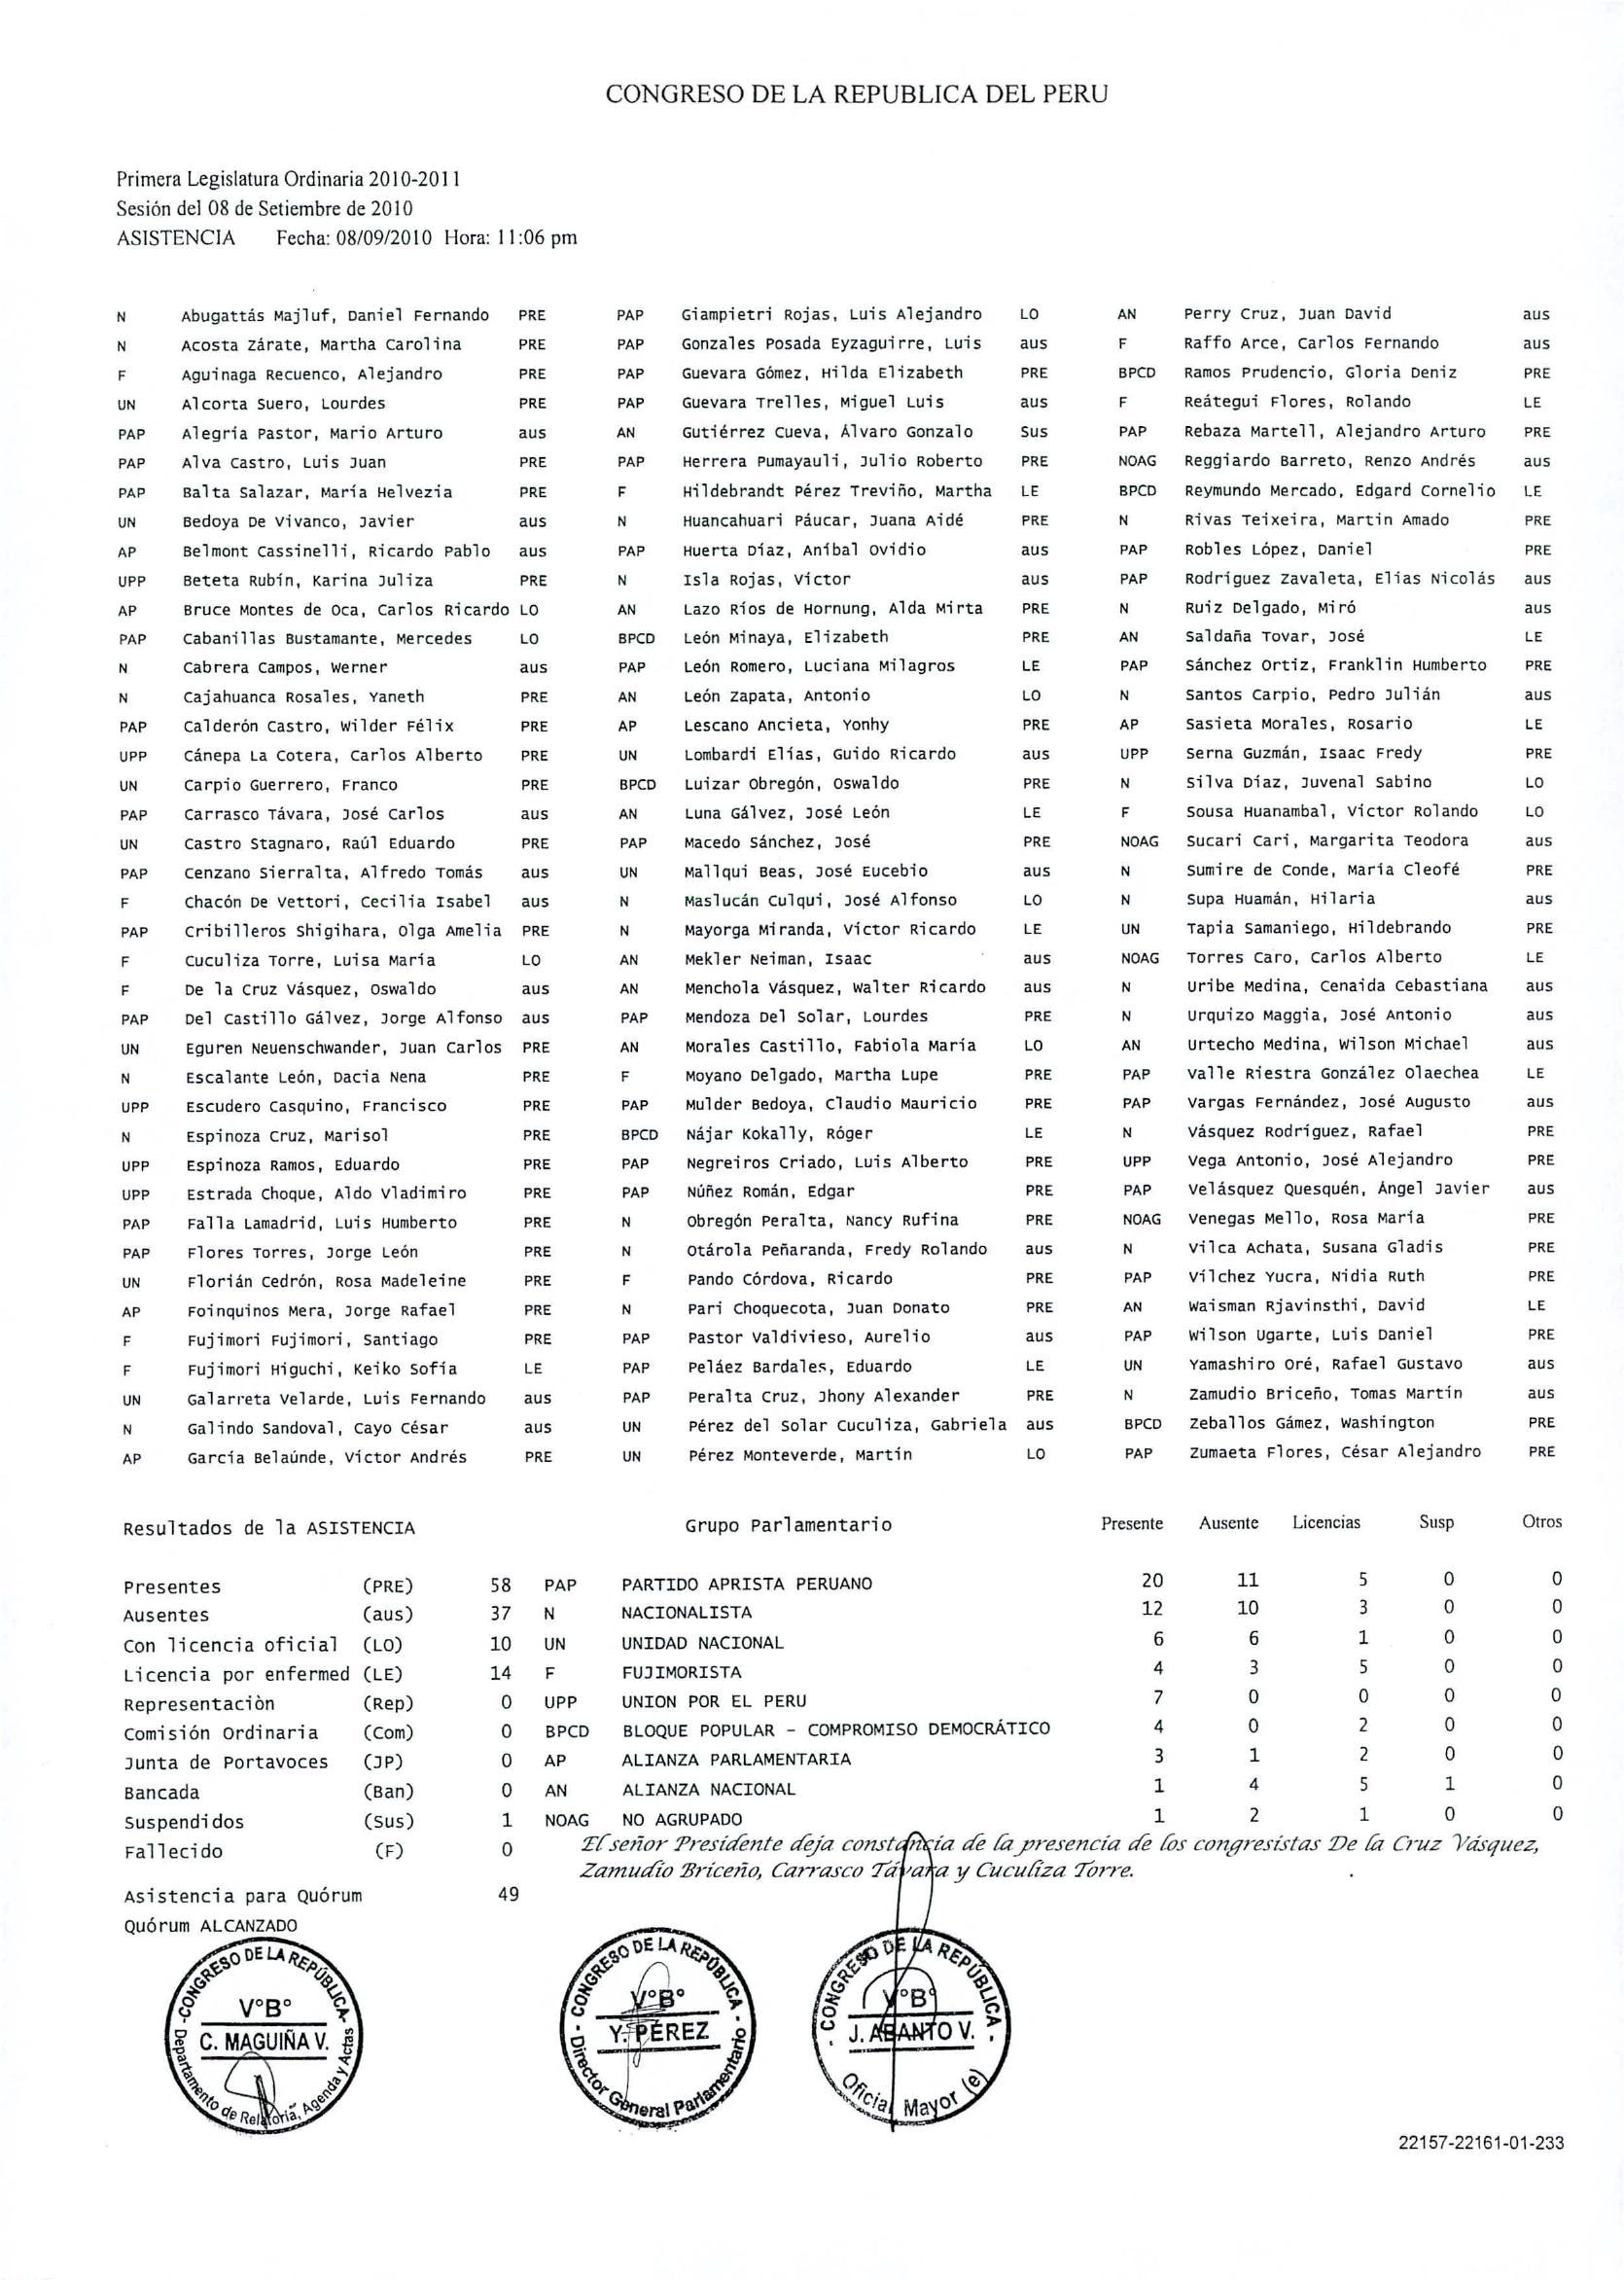 CONGRESO DE LA REPUBLICA DEL PERU
Primera Legislatura Ordinaria 2010-2011
Sesión del 08 de Setiembre de 2010
ASISTENCIA Fecha: 08/09/2010 Hora: 11:06 pm
N Abugattás Majluf, Daniel Fernando PRE PAP Giampietri Rojas, Luis Alejandro LO AN Perry Cruz, Juan David aus
N Acosta Zárate, Martha Carolina PRE PAP Gonzales Posada Eyzaguirre, Luis aus F Raffo Arce, Carlos Fernando aus
F Aguinaga Recuenco, Alejandro PRE PAP Guevara Gómez, Hilda Elizabeth PRE BPCD Ramos Prudencio, Gloria Deniz PRE
UN Alcorta Suero, Lourdes PRE PAP Guevara Trelles, Miguel Luis aus F Reátegui Flores, Rolando LE
PAP Alegría Pastor, Mario Arturo aus AN Gutiérrez Cueva, Álvaro Gonzalo Sus PAP Rebaza Martell, Alejandro Arturo PRE
PAP Alva Castro, Luis Juan PRE PAP Herrera Pumayauli, Julio Roberto PRE NOAG Reggiardo Barreto, Renzo Andrés aus
PAP Balta Salazar, María Helvezia PRE F Hildebrandt Pérez Treviño, Martha LE BPCD Reymundo Mercado, Edgard Cornelio LE
UN Bedoya De Vivanco, Javier aus N Huancahuari Páucar, Juana Aidé PRE N Rivas Teixeira, Martin Amado PRE
AP Belmont Cassinelli, Ricardo Pablo aus PAP Huerta Díaz, Aníbal Ovidio aus PAP Robles López, Daniel PRE
UPP Beteta Rubín, Karina Juliza PRE N Isla Rojas, Víctor aus PAP Rodríguez Zavaleta, Elías Nicolás aus
AP Bruce Montes de Oca, Carlos Ricardo LO AN Lazo Ríos de Hornung, Alda Mirta PRE N Ruiz Delgado, Miró aus
PAP Cabanillas Bustamante, Mercedes LO BPCD León Minaya, Elizabeth PRE AN Saldaña Tovar, José LE
N Cabrera Campos, Werner aus PAP León Romero, Luciana Milagros LE PAP Sánchez Ortiz, Franklin Humberto PRE
N Cajahuanca Rosales, Yaneth PRE AN León Zapata, Antonio LO N Santos Carpio, Pedro Julián aus
PAP Calderón Castro, Wilder Félix PRE AP Lescano Ancieta, Yonhy PRE AP Sasieta Morales, Rosario LE
UPP Cánepa La Cotera, Carlos Alberto PRE UN Lombardi Elías, Guido Ricardo aus UPP Serna Guzmán, Isaac Fredy PRE
UN Carpio Guerrero, Franco PRE BPCD Luizar Obregón, Oswaldo PRE N Silva Díaz, Juvenal Sabino LO
PAP Carrasco Távara, José Carlos aus AN Luna Gálvez, José León LE F Sousa Huanambal, Víctor Rolando LO
UN Castro Stagnaro, Raúl Eduardo PRE PAP Macedo Sánchez, José PRE NOAG Sucari Cari, Margarita Teodora aus
PAP Cenzano Sierralta, Alfredo Tomás aus UN Mallqui Beas, José Eucebio aus N Sumire de Conde, María Cleofé PRE
F Chacón De Vettori, Cecilia Isabel aus N Maslucán Culqui, José Alfonso LO N Supa Huamán, Hilaria aus
PAP Cribilleros Shigihara, Olga Amelia PRE N Mayorga Miranda, Víctor Ricardo LE UN Tapia Samaniego, Hildebrando PRE
F Cuculiza Torre, Luisa María LO AN Mekler Neiman, Isaac aus NOAG Torres Caro, Carlos Alberto LE
F De la Cruz Vásquez, Oswaldo aus AN Menchola Vásquez, Walter Ricardo aus N Uribe Medina, Cenaida Cebastiana aus
PAP Del Castillo Gálvez, Jorge Alfonso aus PAP Mendoza Del Solar, Lourdes PRE N Urquizo Maggia, José Antonio aus
UN Eguren Neuenschwander, Juan Carlos PRE AN Morales Castillo, Fabiola María LO AN Urtecho Medina, Wilson Michael aus
N Escalante León, Dacia Nena PRE F Moyano Delgado, Martha Lupe PRE PAP Valle Riestra González Olaechea LE
UPP Escudero Casquino, Francisco PRE PAP Mulder Bedoya, Claudio Mauricio PRE PAP Vargas Fernández, José Augusto aus
N Espinoza Cruz, Marisol PRE BPCD Nájar Kokally, Róger LE N Vásquez Rodríguez, Rafael PRE
UPP Espinoza Ramos, Eduardo PRE PAP Negreiros Criado, Luis Alberto PRE UPP Vega Antonio, José Alejandro PRE
UPP Estrada Choque, Aldo Vladimiro PRE PAP Núñez Román, Edgar PRE PAP Velásquez Quesquén, Ángel Javier aus
PAP Falla Lamadrid, Luis Humberto PRE N Obregón Peralta, Nancy Rufina PRE NOAG Venegas Mello, Rosa María PRE
PAP Flores Torres, Jorge León PRE N Otárola Peñaranda, Fredy Rolando aus N Vilca Achata, Susana Gladis PRE
UN Florián Cedrón, Rosa Madeleine PRE F Pando Córdova, Ricardo PRE PAP Vílchez Yucra, Nidia Ruth PRE
AP Foinquinos Mera, Jorge Rafael PRE N Pari Choquecota, Juan Donato PRE AN Waisman Rjavinsthi, David LE
F Fujimori Fujimori, Santiago PRE PAP Pastor Valdivieso, Aurelio aus PAP Wilson Ugarte, Luis Daniel PRE
F Fujimori Higuchi, Keiko Sofía LE PAP Peláez Bardales, Eduardo LE UN Yamashiro Oré, Rafael Gustavo aus
UN Galarreta Velarde, Luis Fernando aus PAP Peralta Cruz, Jhony Alexander PRE N Zamudio Briceño, Tomas Martín aus
N Galindo Sandoval, Cayo César aus UN Pérez del Solar Cuculiza, Gabriela aus BPCD Zeballos Gámez, Washington PRE
AP García Belaúnde, Víctor Andrés PRE UN Pérez Monteverde, Martín LO PAP Zumaeta Flores, César Alejandro PRE
Resultados de la ASISTENCIA Grupo Parlamentario Presente Ausente Licencias Susp Otros
Presentes (PRE) 58 PAP PARTIDO APRISTA PERUANO 20 11 5 0 0
Ausentes (aus) 37 N NACIONALISTA 12 10 3 0 0
Con licencia oficial (LO) 10 UN UNIDAD NACIONAL 6 6 1 0 0
Licencia por enfermed (LE) 14 F FUJIMORISTA 4 3 5 0 0
Representaciòn (Rep) 0 UPP UNION POR EL PERU 7 0 0 0 0
Comisión Ordinaria (Com) 0 BPCD BLOQUE POPULAR - COMPROMISO DEMOCRÁTICO 4 0 2 0 0
Junta de Portavoces (JP) 0 AP ALIANZA PARLAMENTARIA 3 1 2 0 0
Bancada (Ban) 0 AN ALIANZA NACIONAL 1 4 5 1 0
Suspendidos (Sus) 1 NOAG NO AGRUPADO 1 2 1 0 0
Fallecido (F) 0
El señor Presidente deja constancia de la presencia de los congresistas De la Cruz Vásquez,
Zamudio Briceño, Carrasco Távara y Cuculiza Torre.
Asistencia para Quórum 49
Quórum ALCANZADO
-CONGRESO DE LA REPÚBLICA-
V°B°
C. MAGUIÑA V.
Departamento de Relatoría, Agenda y Actas
- CONGRESO DE LA REPÚBLICA -
V°B°
Y. PÉREZ
Director General Parlamentario
- CONGRESO DE LA REPÚBLICA -
V°B°
J. ABANTO V.
Oficial Mayor (e)
22157-22161-01-233